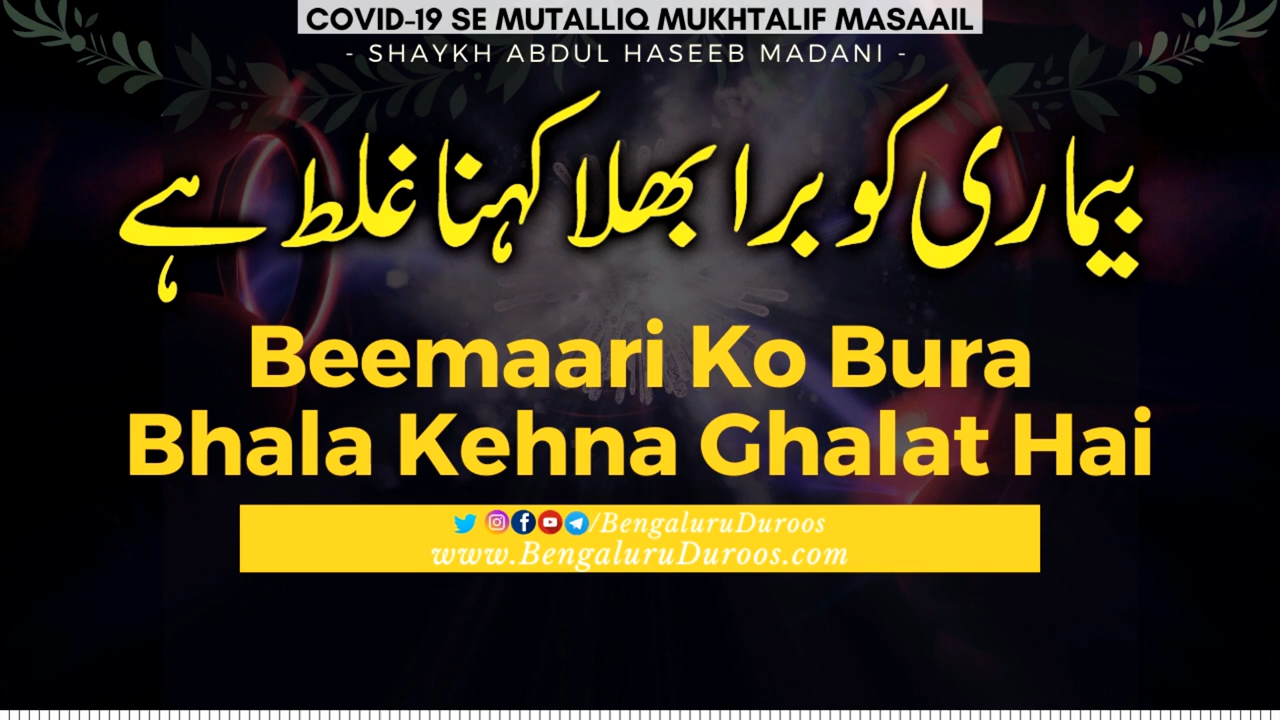 COVID-19 SE MUTALLIQ MUKHTALIF MASAAIL
- SHAYKH ABDUL HASEEB MADANI -
بیماری کو برا بھلا کہنا غلط ہے
Beemaari Ko Bura
Bhala Kehna Ghalat Hai
/BengaluruDuroos
www.BengaluruDuroos.com